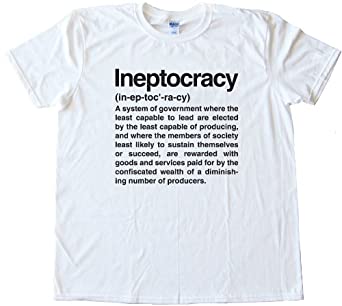 Ineptocracy
(in-ep-toc'-ra-cy)
A system of government where the
least capable to lead are elected
by the least capable of producing,
and where the members of society
least likely to sustain themselves
or succeed, are rewarded with
goods and services paid for by the
confiscated wealth of a diminish-
ing number of producers.